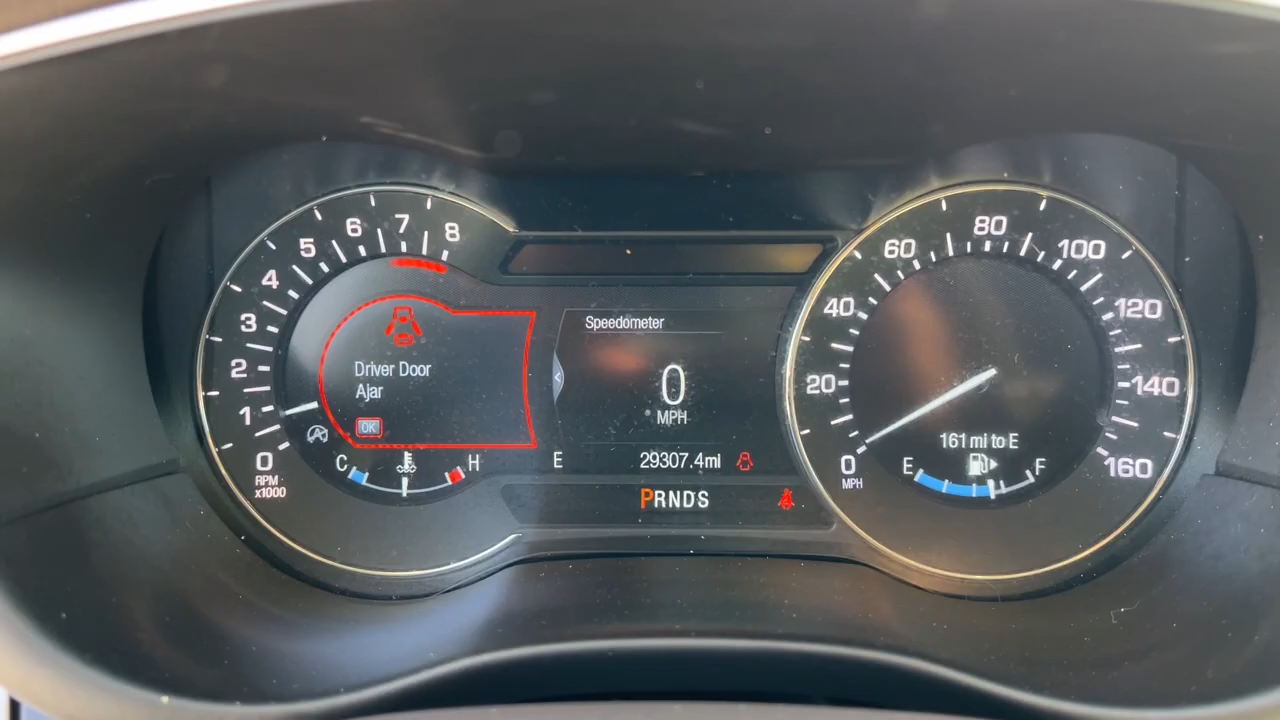 1
2
3
4
5
6
7
8
0
RPM
x1000
Driver Door
Ajar
OK
C
H
Speedometer
0
MPH
E
29307.4mi
PRNDS
0
MPH
20
40
60
80
100
120
140
160
161 mi to E
E
F